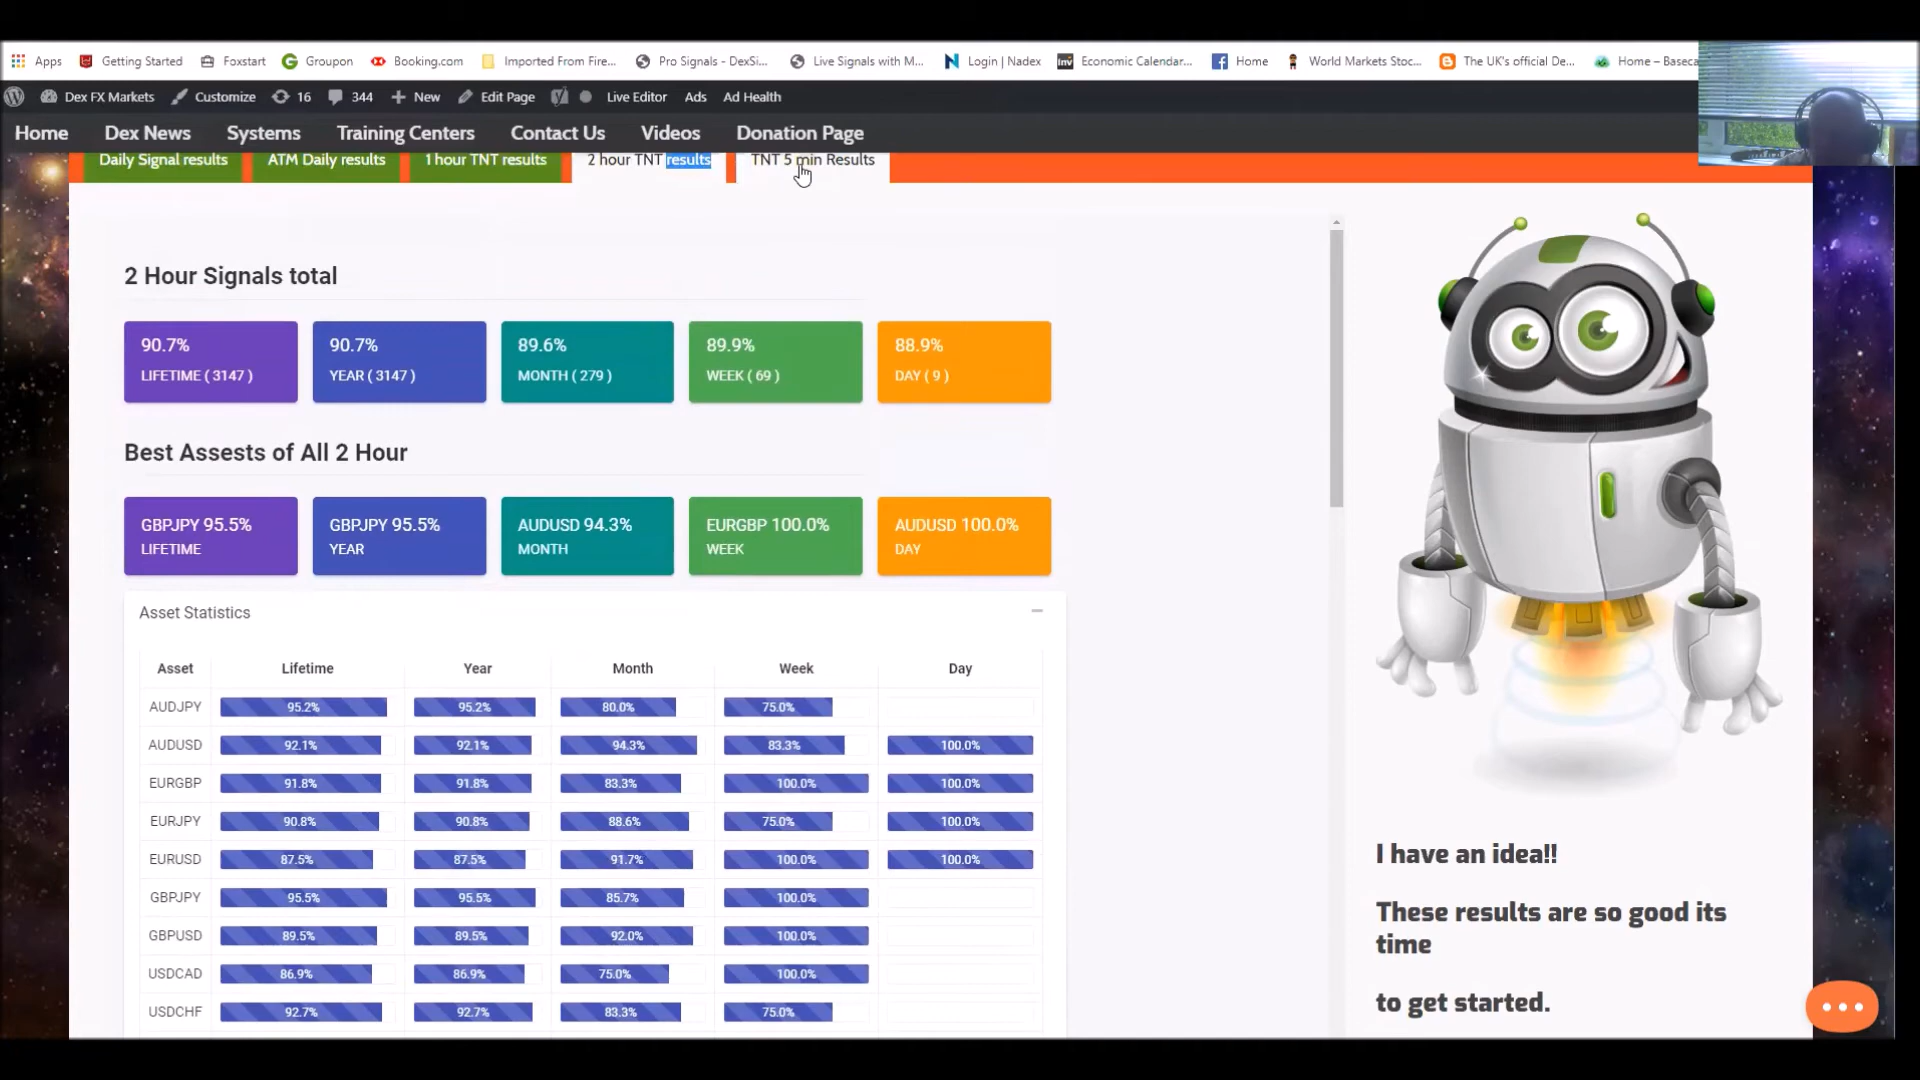 Apps Getting Started Foxstart Groupon Booking.com Imported From Fire... Pro Signals - DexSi... Live Signals with M... Login | Nadex Economic Calendar... Home World Markets Stoc... The UK's official De... Home – Baseca
Dex FX Markets Customize 16 344 New Edit Page Live Editor Ads Ad Health
Home Dex News Systems Training Centers Contact Us Videos Donation Page
Daily Signal results ATM Daily results 1 hour TNT results 2 hour TNT results TNT 5 min Results
2 Hour Signals total
90.7% 90.7% 89.6% 89.9% 88.9%
LIFETIME ( 3147 ) YEAR ( 3147 ) MONTH ( 279 ) WEEK ( 69 ) DAY ( 9 )
Best Assests of All 2 Hour
GBPJPY 95.5% GBPJPY 95.5% AUDUSD 94.3% EURGBP 100.0% AUDUSD 100.0%
LIFETIME YEAR MONTH WEEK DAY
Asset Statistics
Asset Lifetime Year Month Week Day
AUDJPY 95.2% 95.2% 80.0% 75.0%
AUDUSD 92.1% 92.1% 94.3% 83.3% 100.0%
EURGBP 91.8% 91.8% 83.3% 100.0% 100.0%
EURJPY 90.8% 90.8% 88.6% 75.0% 100.0%
EURUSD 87.5% 87.5% 91.7% 100.0% 100.0%
GBPJPY 95.5% 95.5% 85.7% 100.0%
GBPUSD 89.5% 89.5% 92.0% 100.0%
USDCAD 86.9% 86.9% 75.0% 100.0%
USDCHF 92.7% 92.7% 83.3% 75.0%
I have an idea!!
These results are so good its
time
to get started.